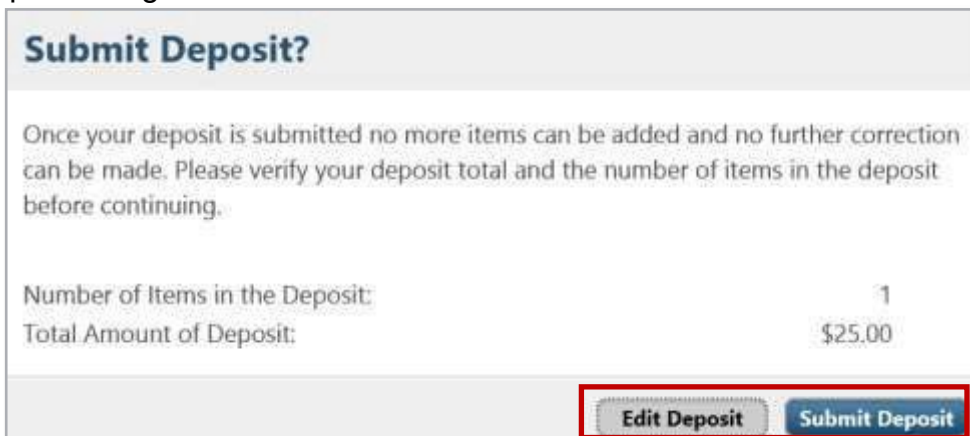 Submit Deposit?
Once your deposit is submitted no more items can be added and no further correction
can be made. Please verify your deposit total and the number of items in the deposit
before continuing.
Number of Items in the Deposit: 1
Total Amount of Deposit: $25.00
Edit Deposit Submit Deposit